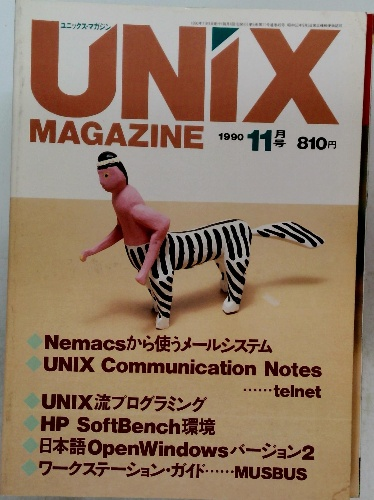 ユニックス・マガジン
UNIX
MAGAZINE
1990 11月号 810円
◆Nemacsから使うメールシステム
◆UNIX Communication Notes
……telnet
◆UNIX流プログラミング
◆HP SoftBench環境
◆日本語OpenWindowsバージョン2
◆ワークステーション・ガイド……MUSBUS